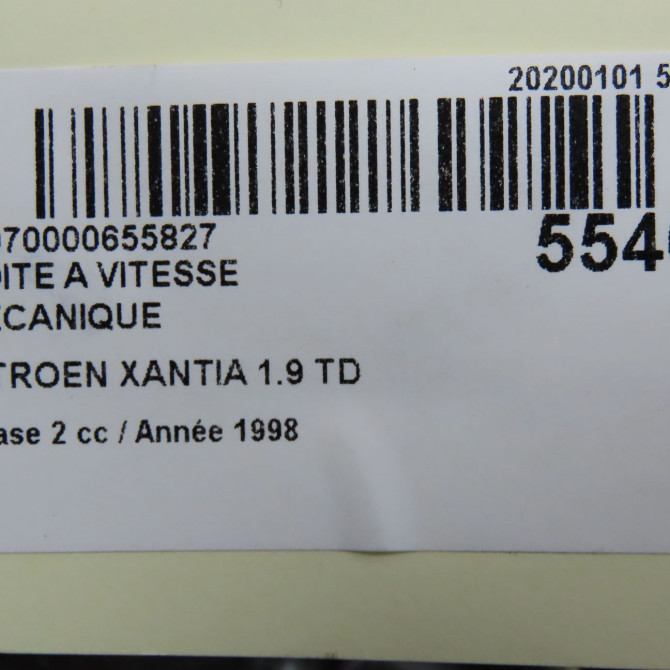 20200101 5
070000655827
554
OITE A VITESSE
ECANIQUE
TROEN XANTIA 1.9 TD
ase 2 cc / Année 1998